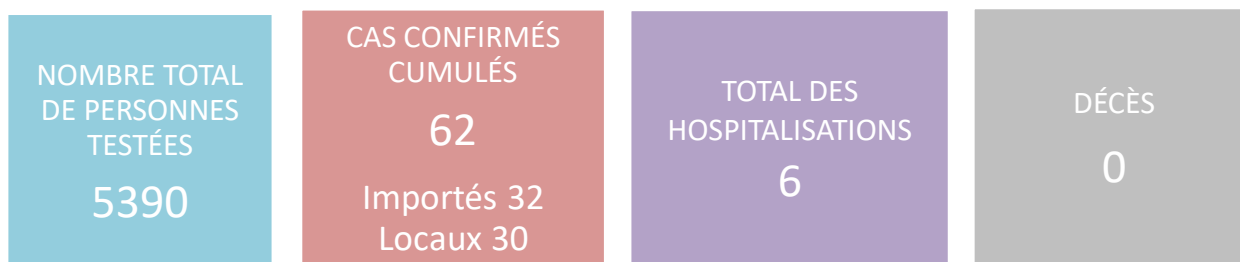 NOMBRE TOTAL
DE PERSONNES
TESTÉES
5390
CAS CONFIRMÉS
CUMULÉS
62
Importés 32
Locaux 30
TOTAL DES
HOSPITALISATIONS
6
DÉCÈS
0